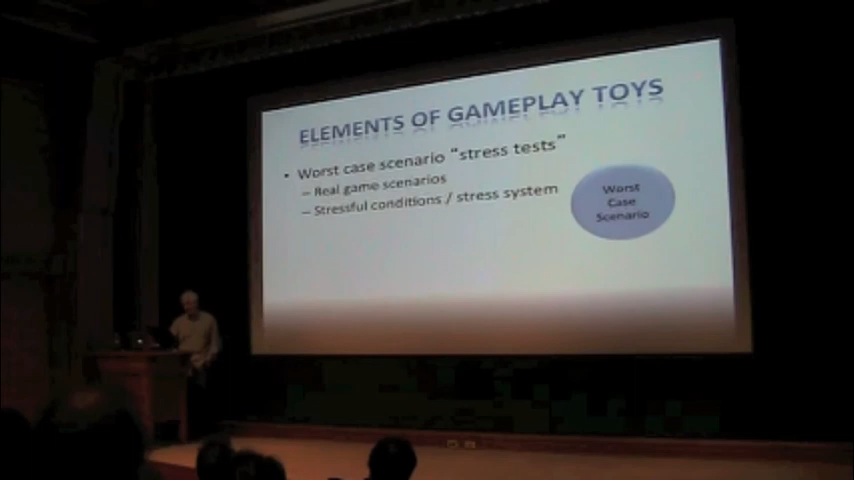 ELEMENTS OF GAMEPLAY TOYS
• Worst case scenario “stress tests”
– Real game scenarios
– Stressful conditions / stress system
Worst
Case
Scenario